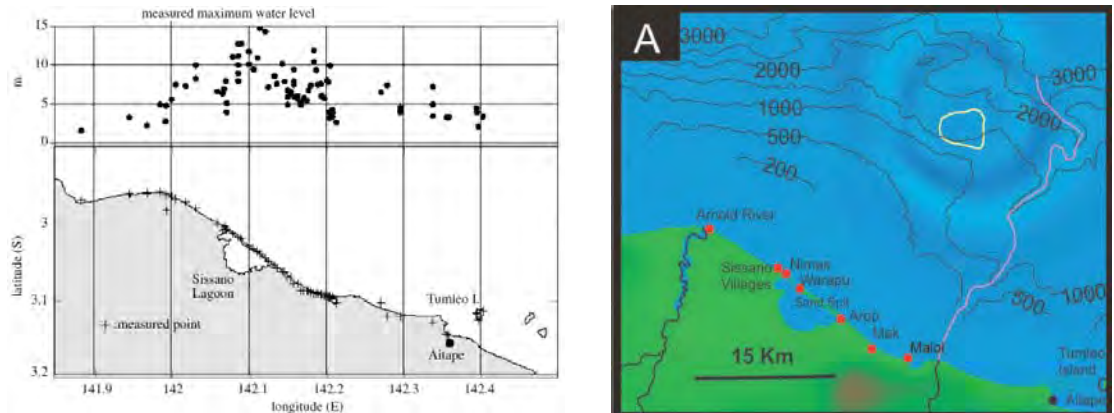 measured maximum water level
15
10
5
0
m.
3
3.1
3.2
latitude (S)
Sissano
Lagoon
Tumleo I.
:measured point
Aitape
141.9 142 142.1 142.2 142.3 142.4
longitude (E)
A
3000
2000
1000
500
200
3000
2000
Arnold River
Sissano
Villages
Nimas
Warapu
Sand Spit
Arop
Mak
Malol
500
1000
15 Km
Tumleo
Island
Aitape